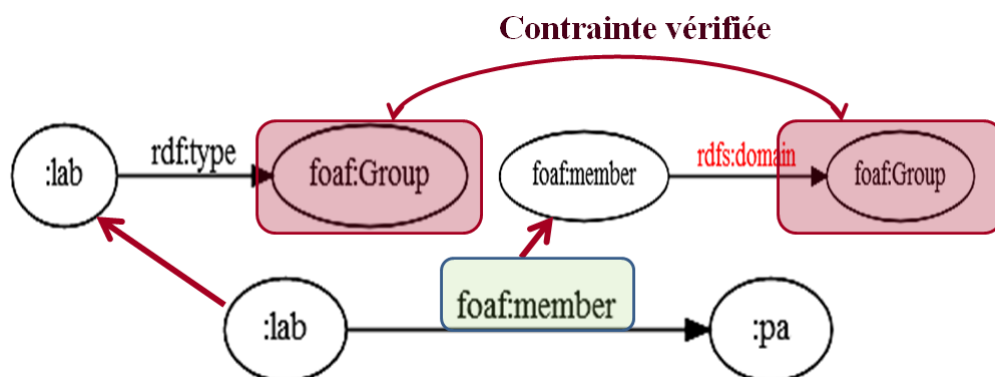 Contrainte vérifiée
:lab
rdf:type
foaf:Group
foaf:member
rdfs:domain
foaf:Group
:lab
foaf:member
:pa